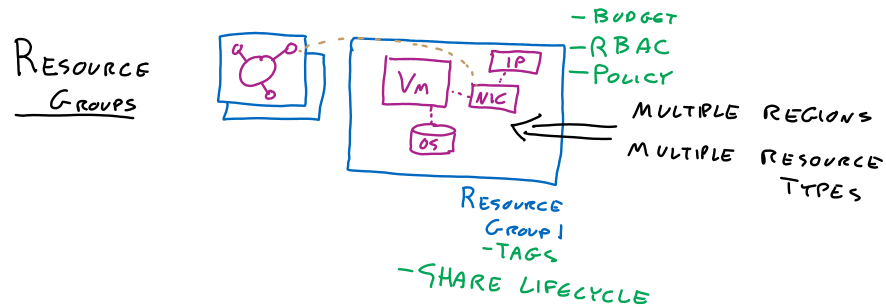 RESOURCE
GROUPS
VM
NIC
IP
OS
- BUDGET
- RBAC
- POLICY
MULTIPLE REGIONS
MULTIPLE RESOURCE
TYPES
RESOURCE
GROUP 1
- TAGS
- SHARE LIFECYCLE